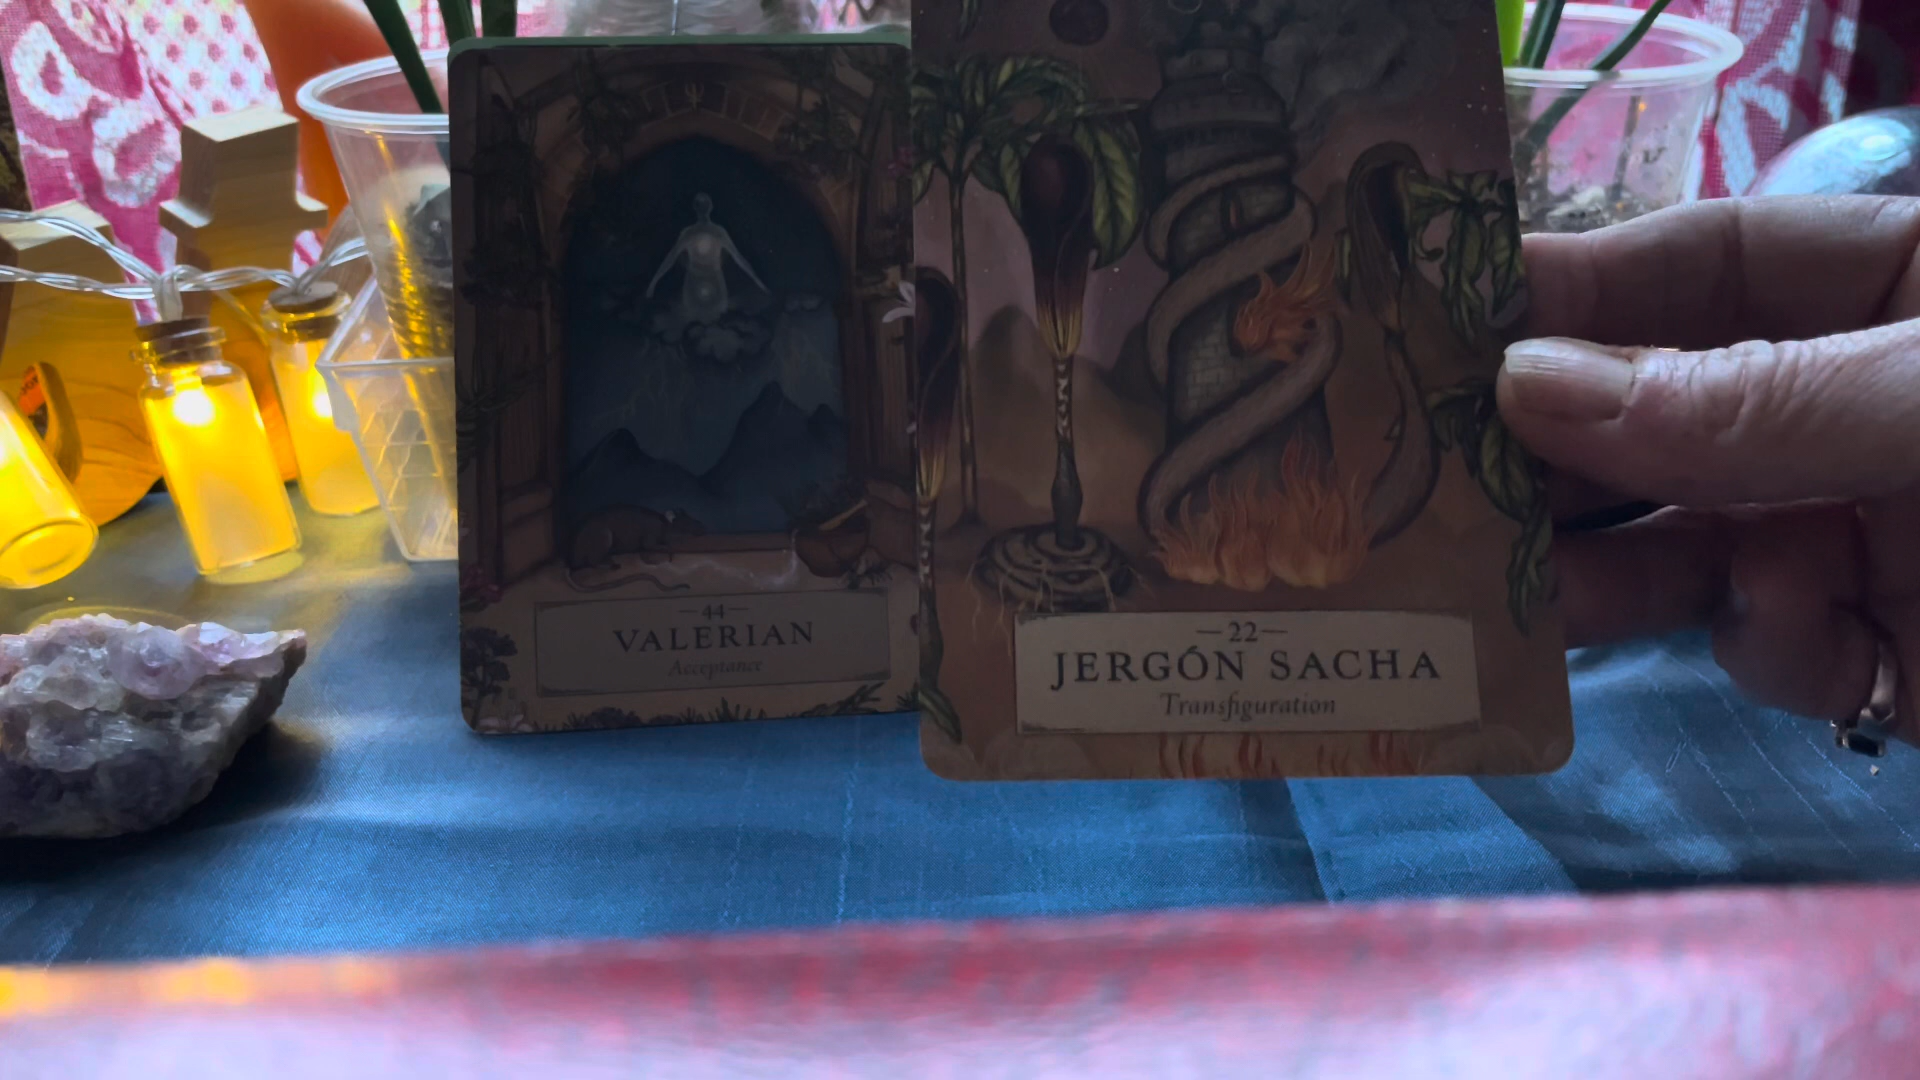 —44—
VALERIAN
Acceptance
—22—
JERGÓN SACHA
Transfiguration